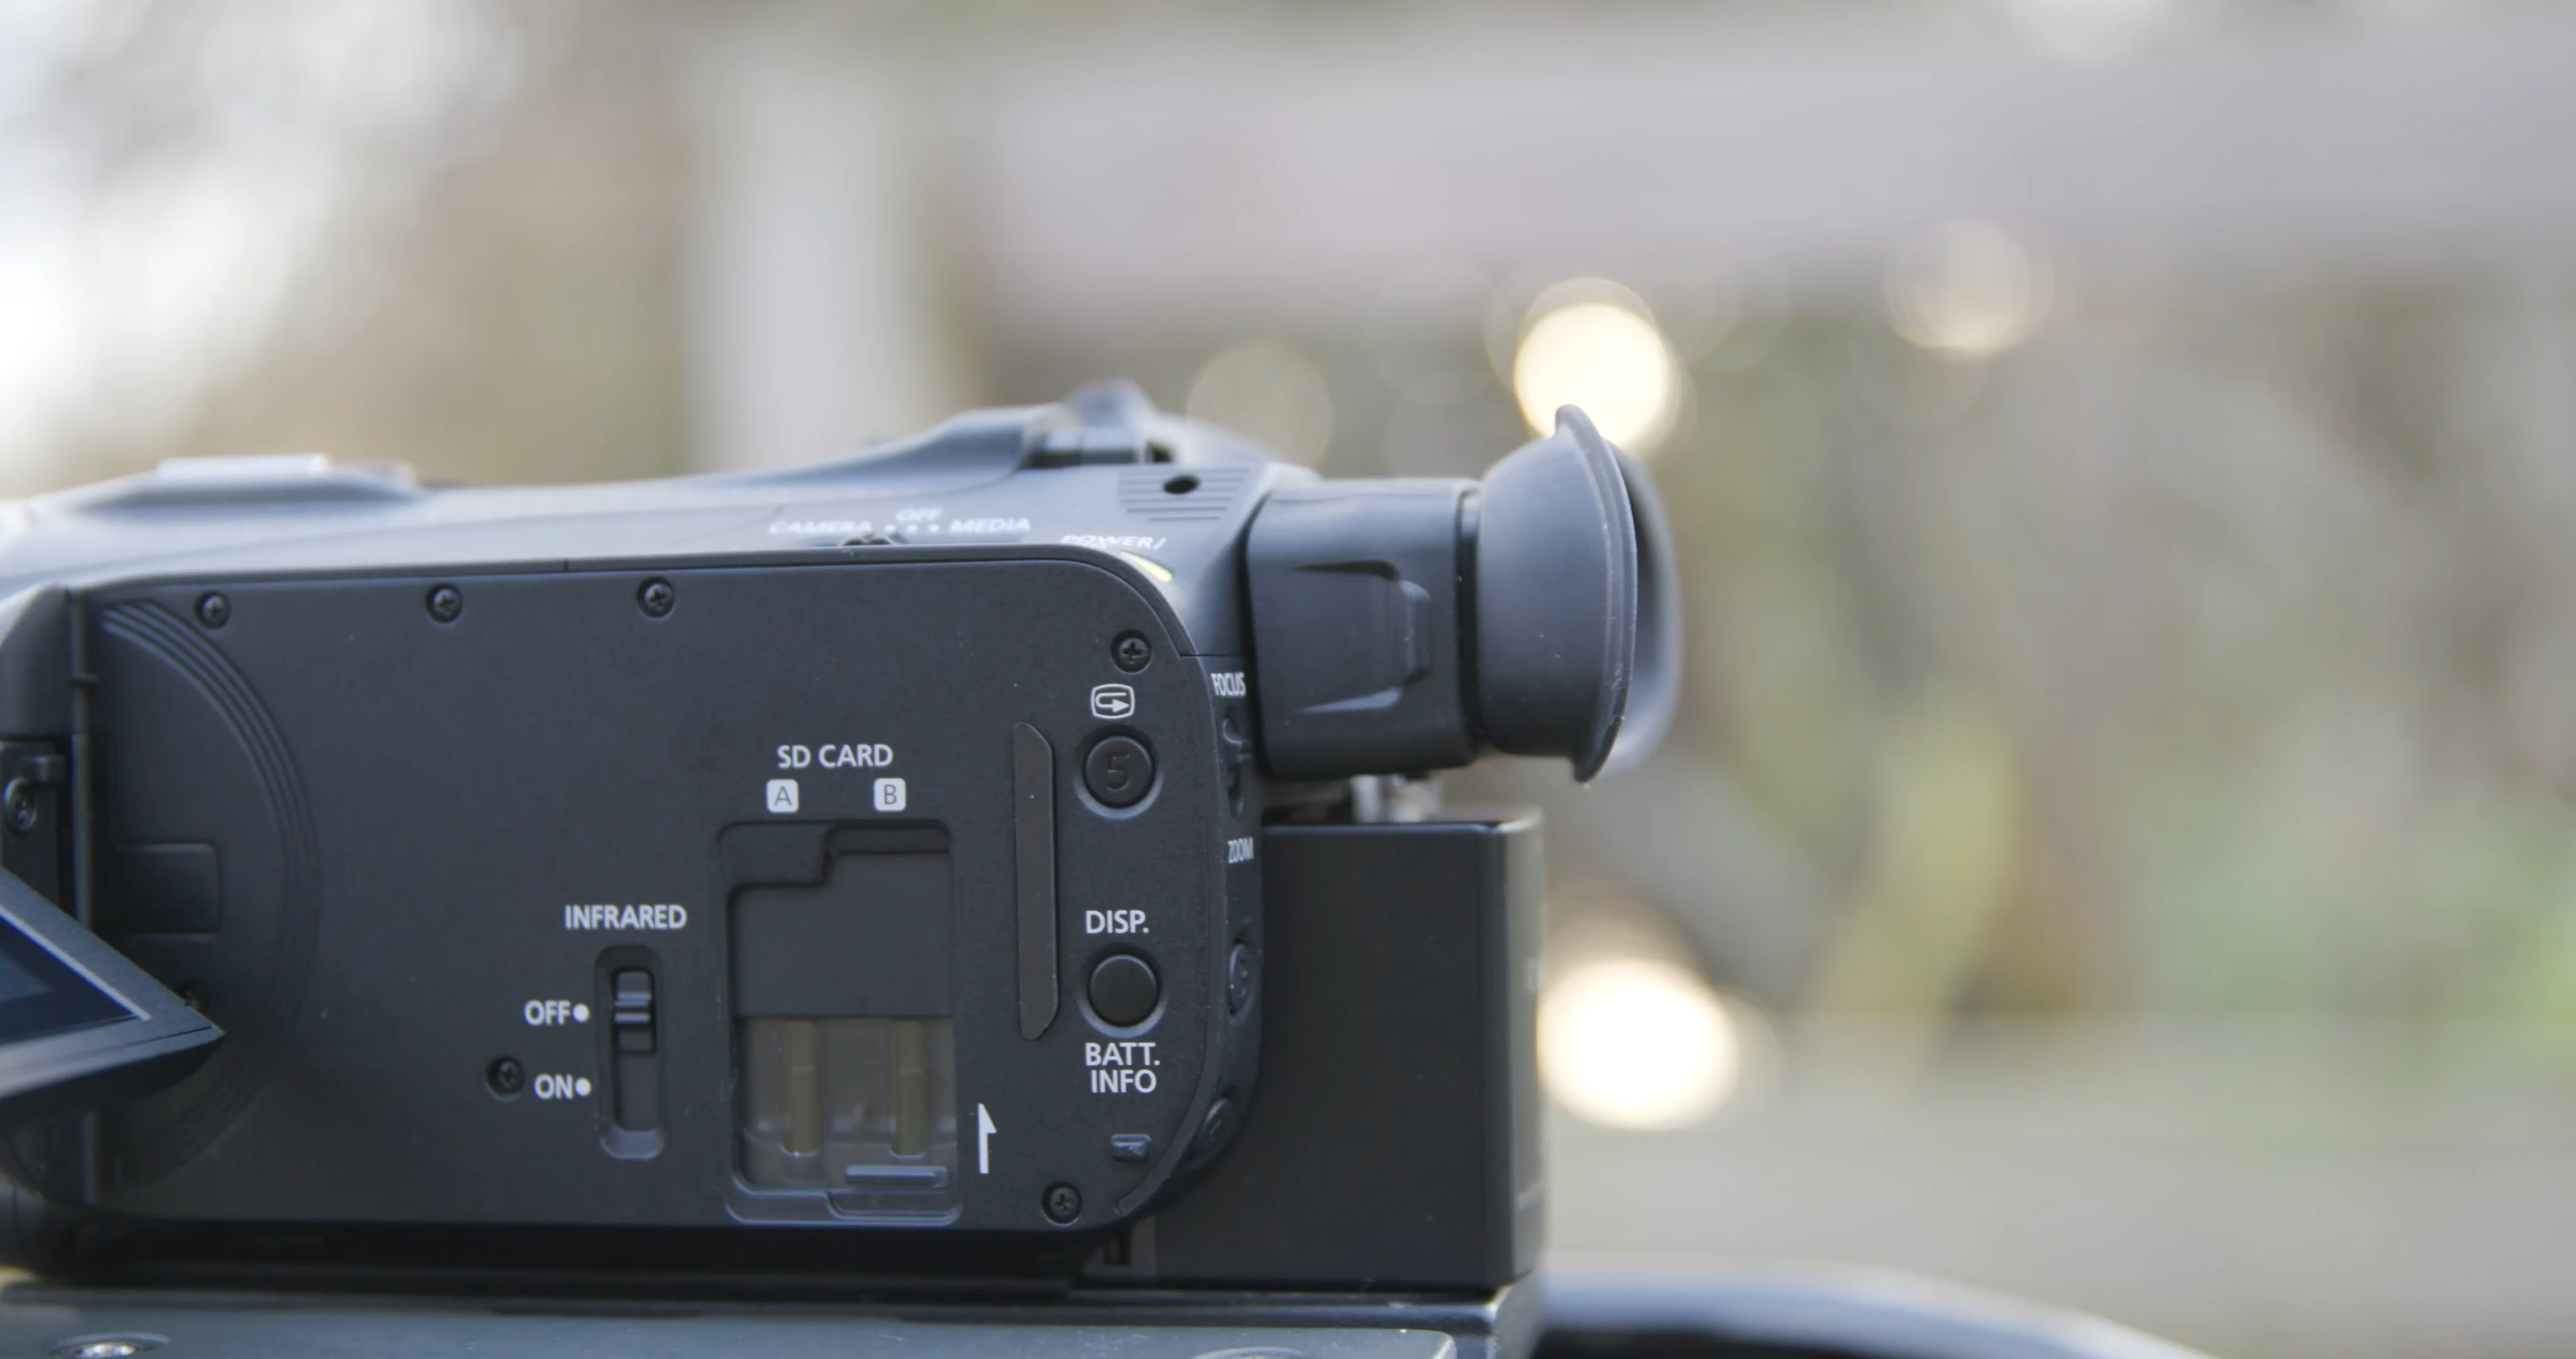 OFF
CAMERA MEDIA
POWER/
FOCUS
SD CARD
A B
5
ZOOM
INFRARED
DISP.
OFF
BATT.
INFO
ON